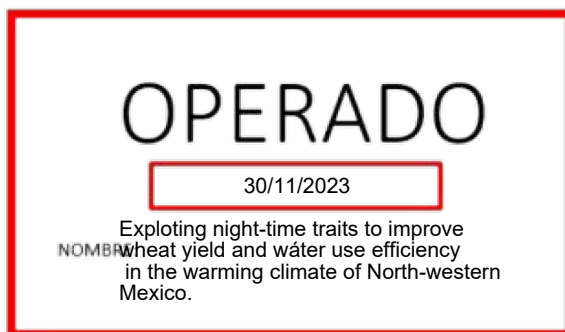 OPERADO
30/11/2023
Exploting night-time traits to improve
NOMBRE wheat yield and wáter use efficiency
in the warming climate of North-western
Mexico.